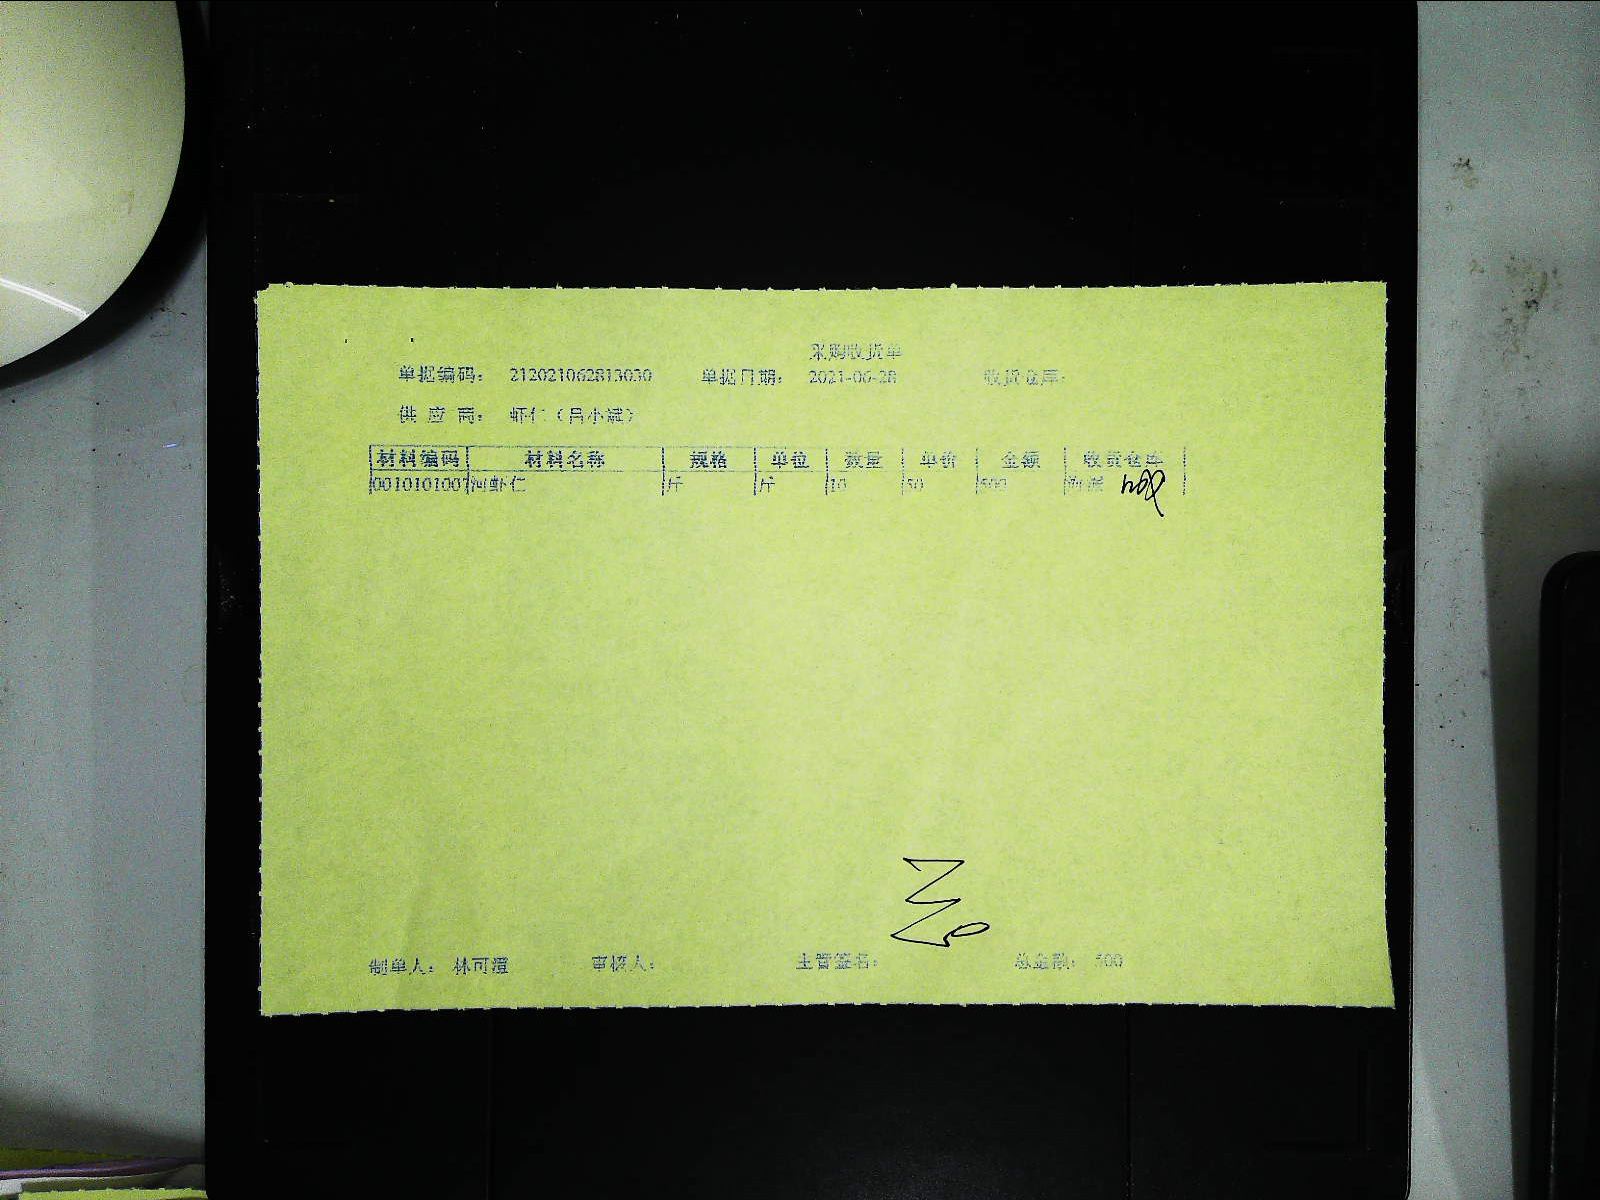 采购收货单
单据编码： 212021062813030 单据日期： 2021-06-28 收货仓库：
供 应 商： 虾仁（吕小斌）
材料编码 材料名称 规格 单位 数量 单价 金额 收货仓库
0010101007 河虾仁 斤 斤 10 50 500
制单人： 林可澄 审核人： 主管签名： 总金额： 500